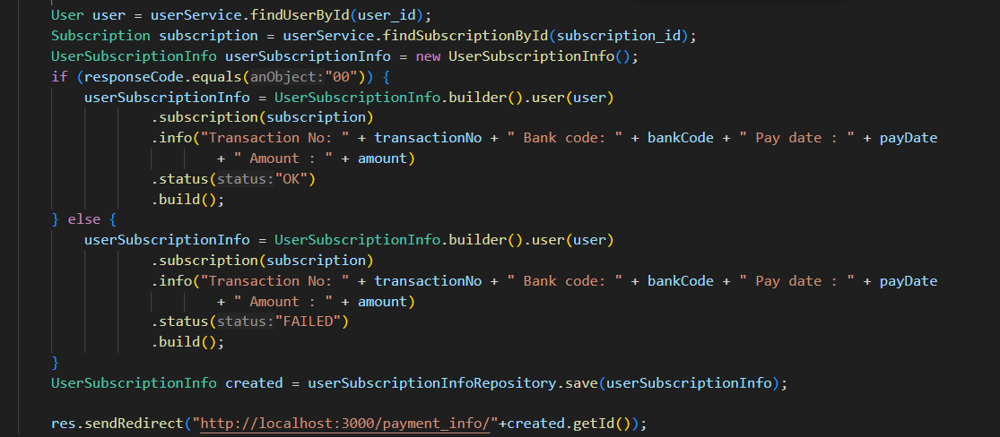 User user = userService.findUserById(user_id);
Subscription subscription = userService.findSubscriptionById(subscription_id);
UserSubscriptionInfo userSubscriptionInfo = new UserSubscriptionInfo();
if (responseCode.equals(anObject:"00")) {
userSubscriptionInfo = UserSubscriptionInfo.builder().user(user)
.subscription(subscription)
.info("Transaction No: " + transactionNo + " Bank code: " + bankCode + " Pay date : " + payDate
+ " Amount : " + amount)
.status(status:"OK")
.build();
} else {
userSubscriptionInfo = UserSubscriptionInfo.builder().user(user)
.subscription(subscription)
.info("Transaction No: " + transactionNo + " Bank code: " + bankCode + " Pay date : " + payDate
+ " Amount : " + amount)
.status(status:"FAILED")
.build();
}
UserSubscriptionInfo created = userSubscriptionInfoRepository.save(userSubscriptionInfo);
res.sendRedirect("http://localhost:3000/payment_info/"+created.getId());